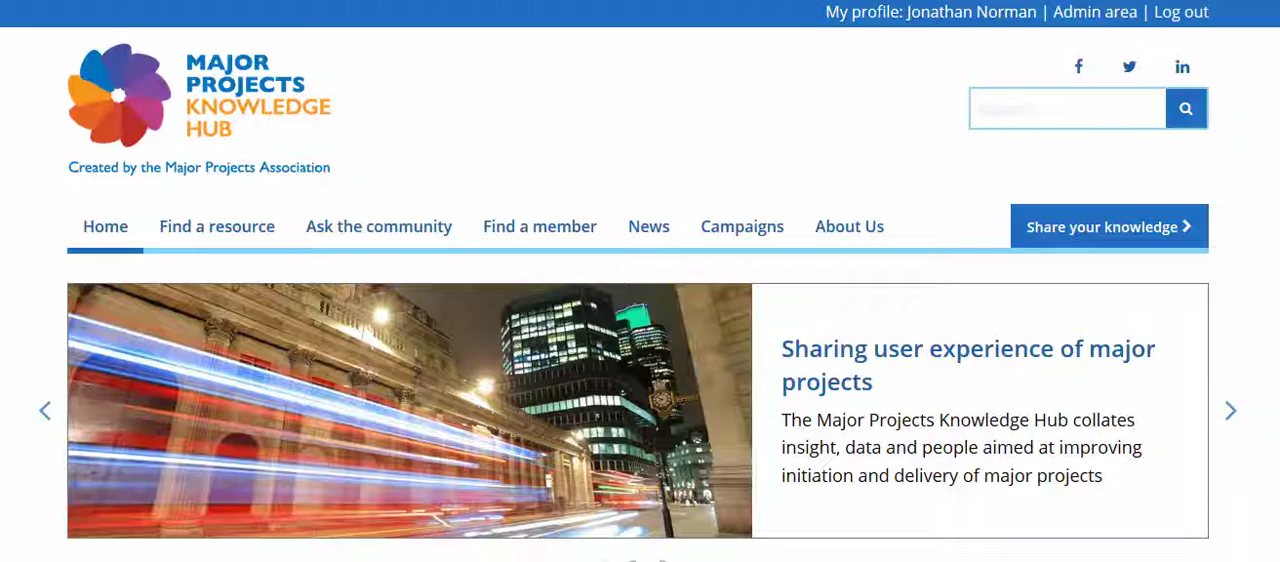 My profile: Jonathan Norman | Admin area | Log out
MAJOR
PROJECTS
KNOWLEDGE
HUB
Created by the Major Projects Association
Home Find a resource Ask the community Find a member News Campaigns About Us Share your knowledge
Sharing user experience of major
projects
The Major Projects Knowledge Hub collates
insight, data and people aimed at improving
initiation and delivery of major projects